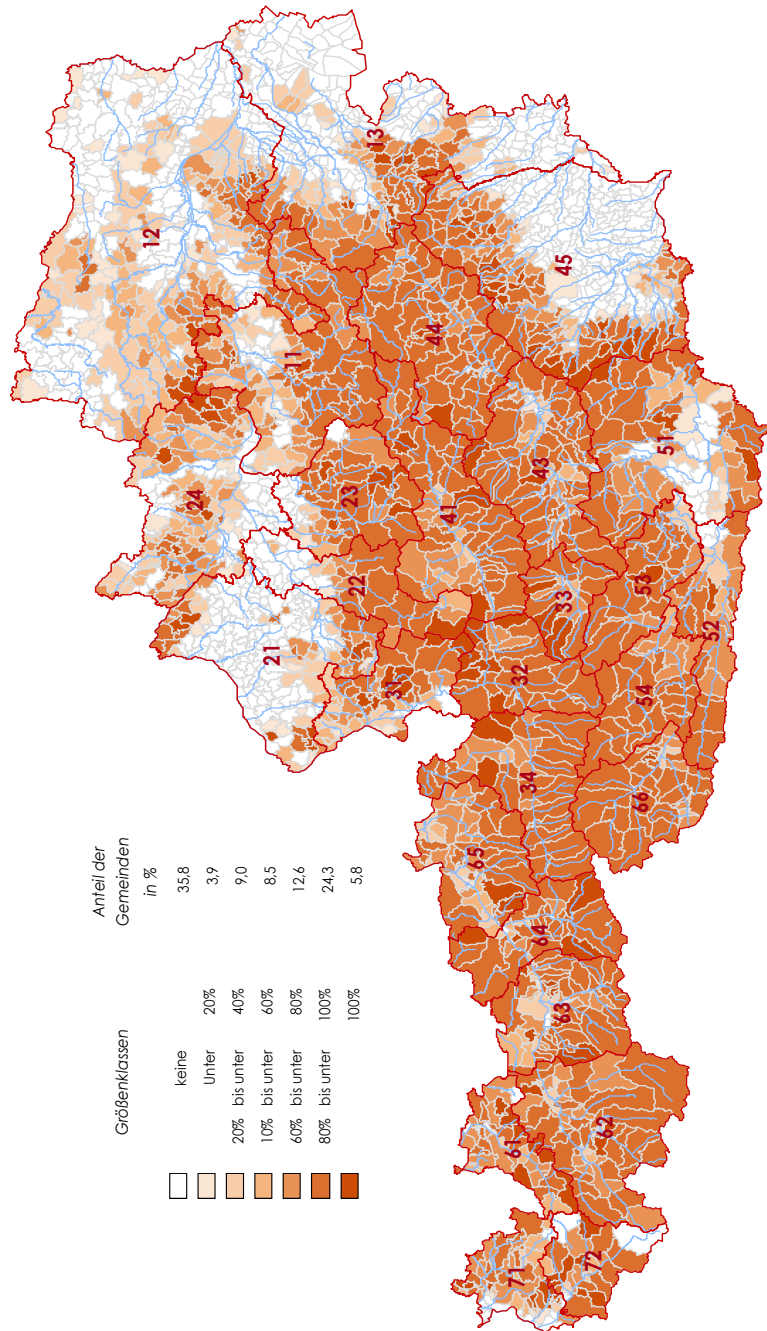 Größenklassen
Anteil der
Gemeinden
in %
keine 35,8
Unter 20% 3,9
20% bis unter 40% 9,0
10% bis unter 60% 8,5
60% bis unter 80% 12,6
80% bis unter 100% 24,3
100% 5,8
12
13
11
24
45
44
23
21
22
41
43
51
31
33
53
52
32
54
34
66
65
64
63
61
62
71
72